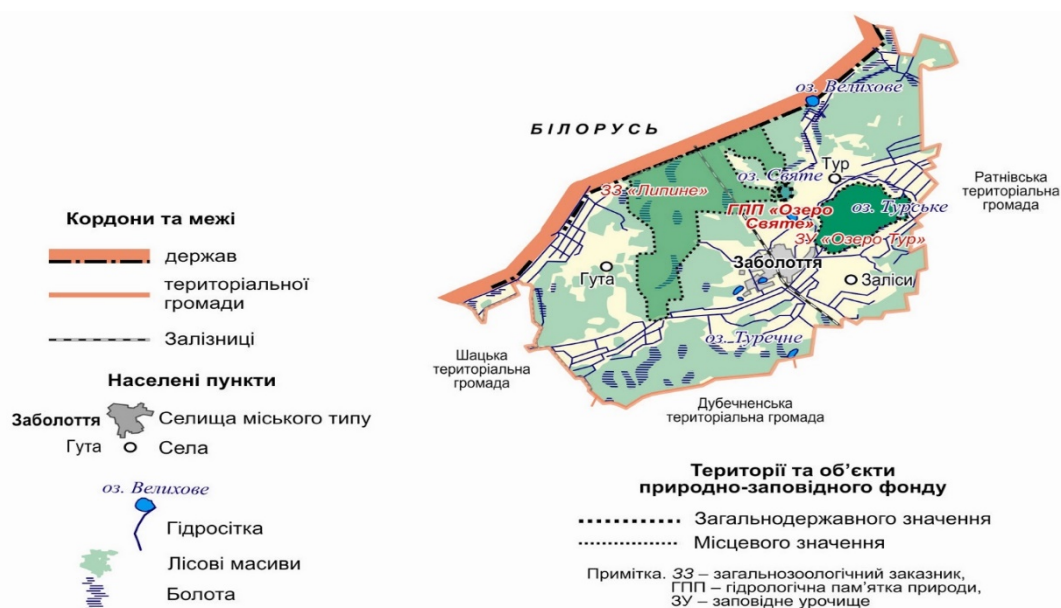 оз. Велихове
БІЛОРУСЬ
Тур
оз. Святе
Ратнівська
територіальна
громада
ЗЗ «Липине»
ГПП «Озеро
Святе»
оз. Турське
ЗУ «Озеро Тур»
Заболоття
Гута
Заліси
оз. Туречне
Шацька
територіальна
громада
Дубечненська
територіальна громада
Кордони та межі
держав
територіальної
громади
Залізниці
Населені пункти
Заболоття
Селища міського типу
Гута
Села
оз. Велихове
Гідросітка
Лісові масиви
Болота
Території та об’єкти
природно-заповідного фонду
Загальнодержавного значення
Місцевого значення
Примітка. ЗЗ – загальнозоологічний заказник,
ГПП – гідрологічна пам’ятка природи,
ЗУ – заповідне урочище